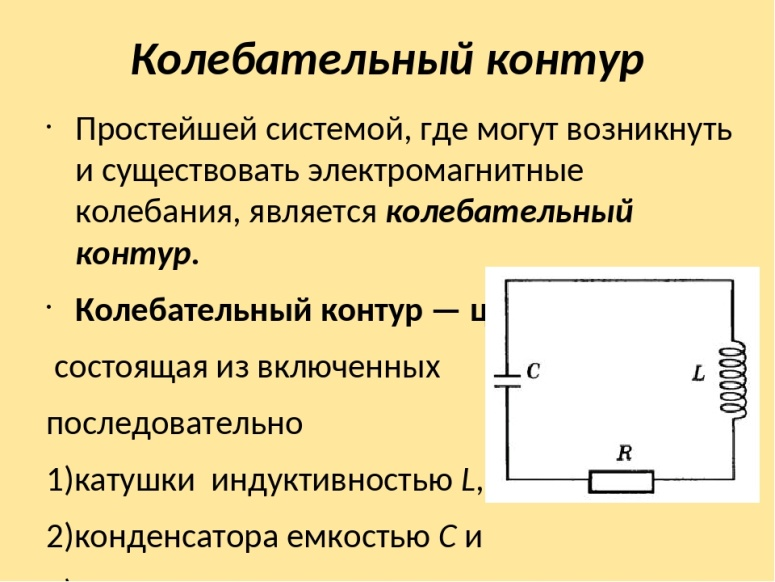 Колебательный контур
• Простейшей системой, где могут возникнуть
и существовать электромагнитные
колебания, является колебательный
контур.
• Колебательный контур —
состоящая из включенных
последовательно
1)катушки индуктивностью L,
2)конденсатора емкостью C и
C
L
R